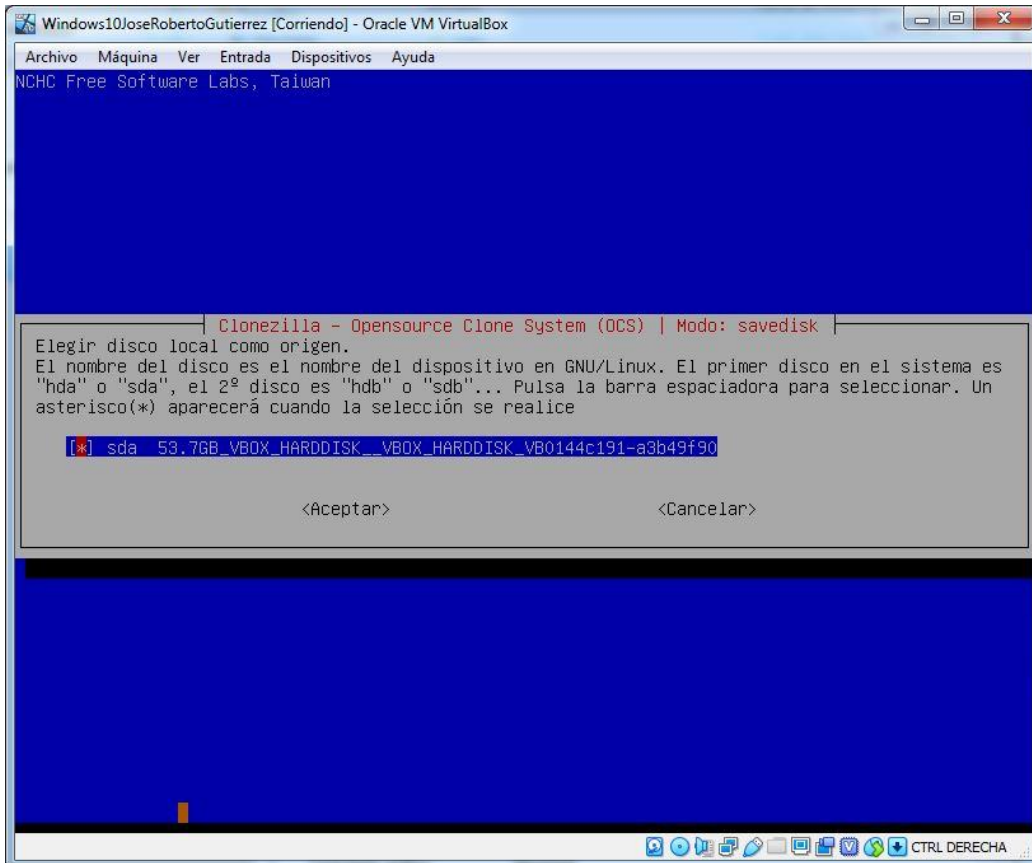 Windows10JoseRobertoGutierrez [Corriendo] - Oracle VM VirtualBox
Archivo Máquina Ver Entrada Dispositivos Ayuda
NCHC Free Software Labs, Taiwan
Clonezilla - Opensource Clone System (OCS) | Modo: savedisk
Elegir disco local como origen.
El nombre del disco es el nombre del dispositivo en GNU/Linux. El primer disco en el sistema es
"hda" o "sda", el 2º disco es "hdb" o "sdb"... Pulsa la barra espaciadora para seleccionar. Un
asterisco(*) aparecerá cuando la selección se realice
[*] sda 53.7GB_VBOX_HARDDISK__VBOX_HARDDISK_VB0144c191-a3b49f90
<Aceptar> <Cancelar>
CTRL DERECHA